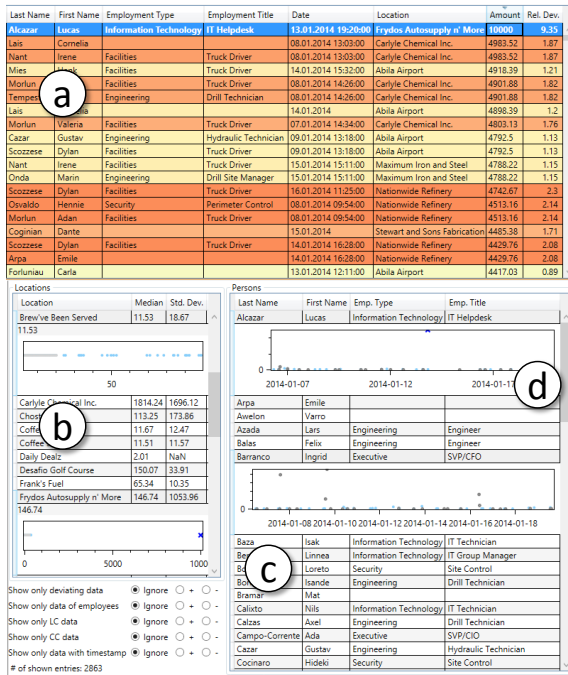 Last Name First Name Employment Type Employment Title Date Location Amount Rel. Dev.
Alcazar Lucas Information Technology IT Helpdesk 13.01.2014 19:20:00 Frydos Autosupply n' More 10000 9.35
Lais Cornelia 08.01.2014 13:03:00 Carlyle Chemical Inc. 4983.52 1.87
Nant Irene Facilities Truck Driver 08.01.2014 13:03:00 Carlyle Chemical Inc. 4983.52 1.87
Mies Facilities Truck Driver 14.01.2014 15:32:00 Abila Airport 4918.39 1.21
Morlun Facilities Truck Driver 08.01.2014 14:26:00 Carlyle Chemical Inc. 4901.88 1.82
Tempes Engineering Drill Technician 08.01.2014 14:26:00 Carlyle Chemical Inc. 4901.88 1.82
Lais 14.01.2014 Abila Airport 4898.39 1.2
Morlun Valeria Facilities Truck Driver 07.01.2014 14:34:00 Carlyle Chemical Inc. 4803.13 1.76
Cazar Gustav Engineering Hydraulic Technician 09.01.2014 13:18:00 Abila Airport 4792.5 1.13
Scozzese Dylan Facilities Truck Driver 09.01.2014 13:18:00 Abila Airport 4792.5 1.13
Nant Irene Facilities Truck Driver 15.01.2014 15:11:00 Maximum Iron and Steel 4788.22 1.15
Onda Marin Engineering Drill Site Manager 15.01.2014 15:11:00 Maximum Iron and Steel 4788.22 1.15
Scozzese Dylan Facilities Truck Driver 16.01.2014 11:25:00 Nationwide Refinery 4742.67 2.3
Osvaldo Hennie Security Perimeter Control 08.01.2014 09:54:00 Nationwide Refinery 4513.16 2.14
Morlun Adan Facilities Truck Driver 08.01.2014 09:54:00 Nationwide Refinery 4513.16 2.14
Coginian Dante 15.01.2014 Stewart and Sons Fabrication 4485.38 1.71
Scozzese Dylan Facilities Truck Driver 14.01.2014 16:28:00 Nationwide Refinery 4429.76 2.08
Arpa Emile 14.01.2014 16:28:00 Nationwide Refinery 4429.76 2.08
Forluniau Carla 13.01.2014 12:11:00 Abila Airport 4417.03 0.89
a
Locations
Location Median Std. Dev.
Brew've Been Served 11.53 18.67
11.53
50
Carlyle Chemical Inc. 1814.24 1696.12
Chost 113.25 173.86
Coffe 11.67 12.47
Coffee 11.51 11.57
Daily Dealz 2.01 NaN
Desafio Golf Course 150.07 33.91
Frank's Fuel 65.34 10.35
Frydos Autosupply n' More 146.74 1053.96
146.74
0 5000 1000
b
Show only deviating data Ignore + -
Show only data of employees Ignore + -
Show only LC data Ignore + -
Show only CC data Ignore + -
Show only data with timestamp Ignore + -
# of shown entries: 2863
Persons
Last Name First Name Emp. Type Emp. Title
Alcazar Lucas Information Technology IT Helpdesk
0
2014-01-07 2014-01-12 2014-01-17
d
Arpa Emile
Awelon Varro
Azada Lars Engineering Engineer
Balas Felix Engineering Engineer
Barranco Ingrid Executive SVP/CFO
0
2014-01-08 2014-01-10 2014-01-12 2014-01-14 2014-01-16 2014-01-18
Baza Isak Information Technology IT Technician
Be Linnea Information Technology IT Group Manager
Bo Loreto Security Site Control
Bor Isande Engineering Drill Technician
Bramar Mat
Calixto Nils Information Technology IT Technician
Calzas Axel Engineering Drill Technician
Campo-Corrente Ada Executive SVP/CIO
Cazar Gustav Engineering Hydraulic Technician
Cocinaro Hideki Security Site Control
c